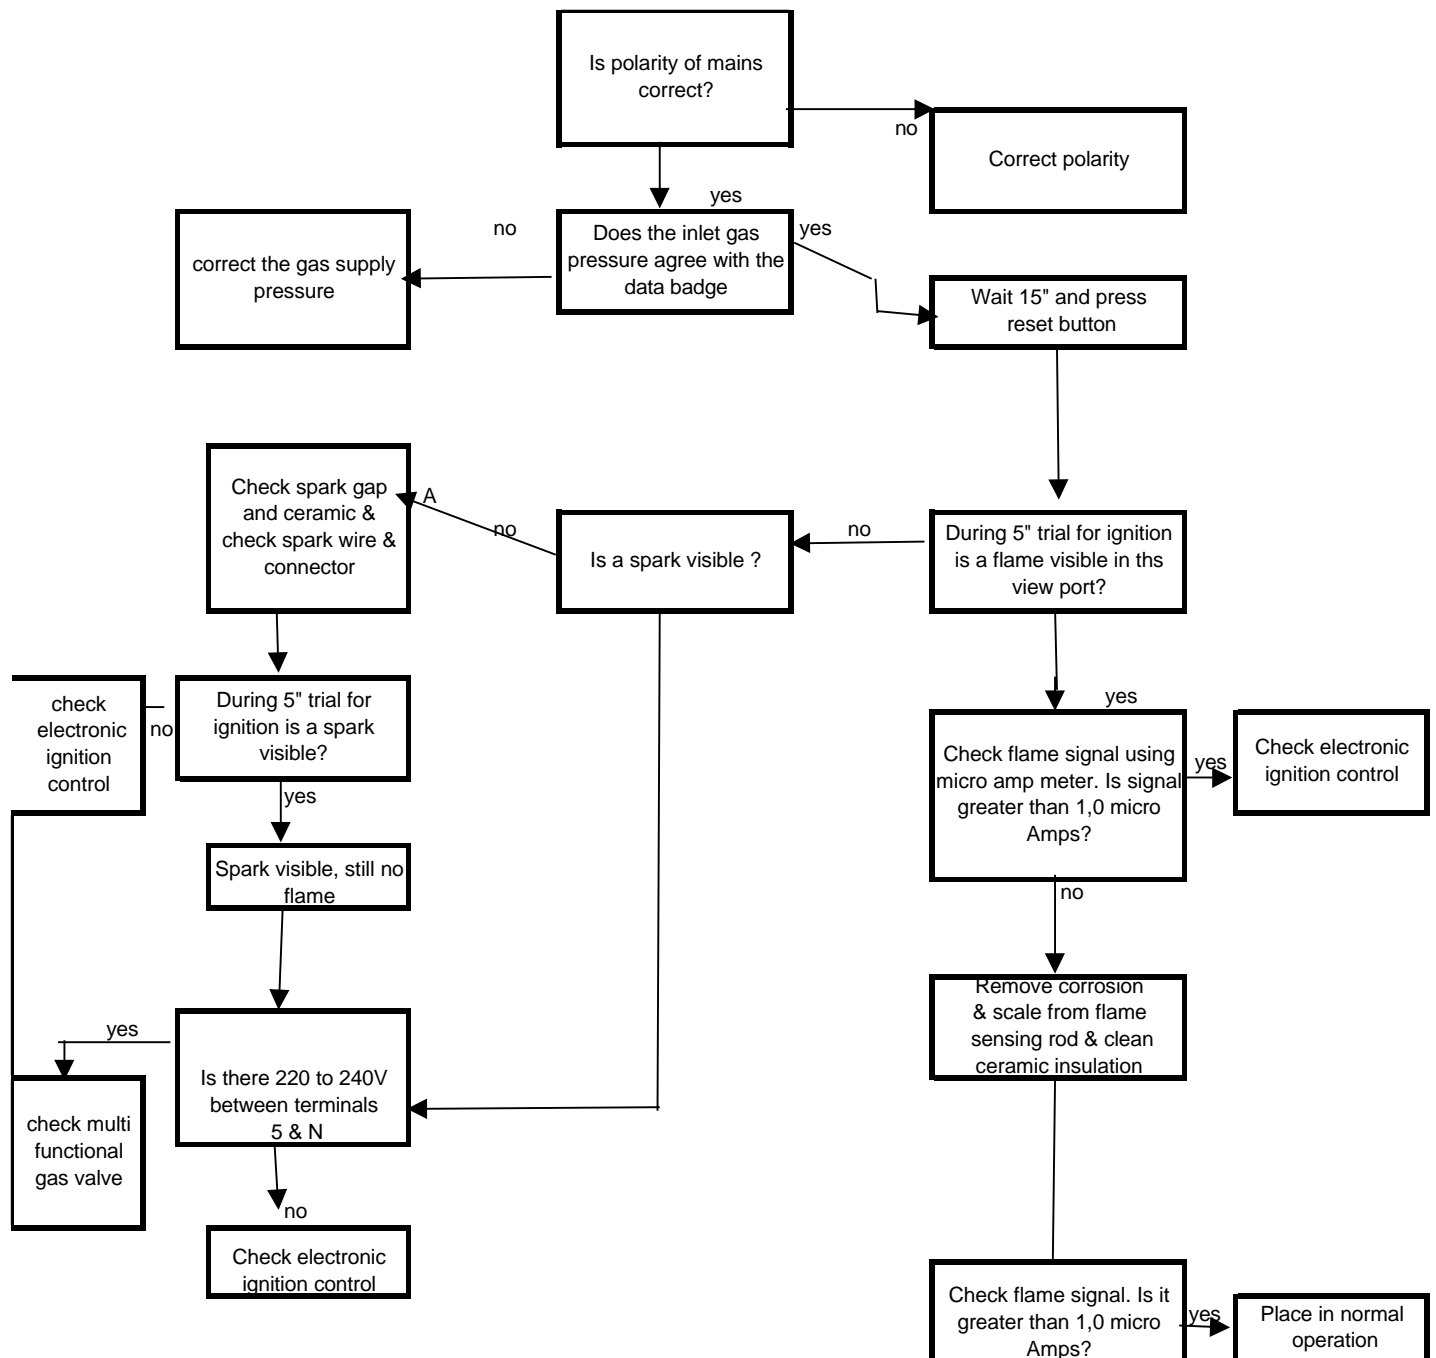 Is polarity of mains
correct?
no
Correct polarity
yes
no
Does the inlet gas
pressure agree with the
data badge
yes
correct the gas supply
pressure
Wait 15" and press
reset button
Check spark gap
and ceramic &
check spark wire &
connector
A
no
Is a spark visible ?
no
During 5" trial for ignition
is a flame visible in ths
view port?
check
electronic
ignition
control
no
During 5" trial for
ignition is a spark
visible?
yes
yes
Check flame signal using
micro amp meter. Is signal
greater than 1,0 micro
Amps?
yes
Check electronic
ignition control
Spark visible, still no
flame
no
Remove corrosion
& scale from flame
sensing rod & clean
ceramic insulation
yes
Is there 220 to 240V
between terminals
5 & N
check multi
functional
gas valve
no
Check electronic
ignition control
Check flame signal. Is it
greater than 1,0 micro
Amps?
yes
Place in normal
operation